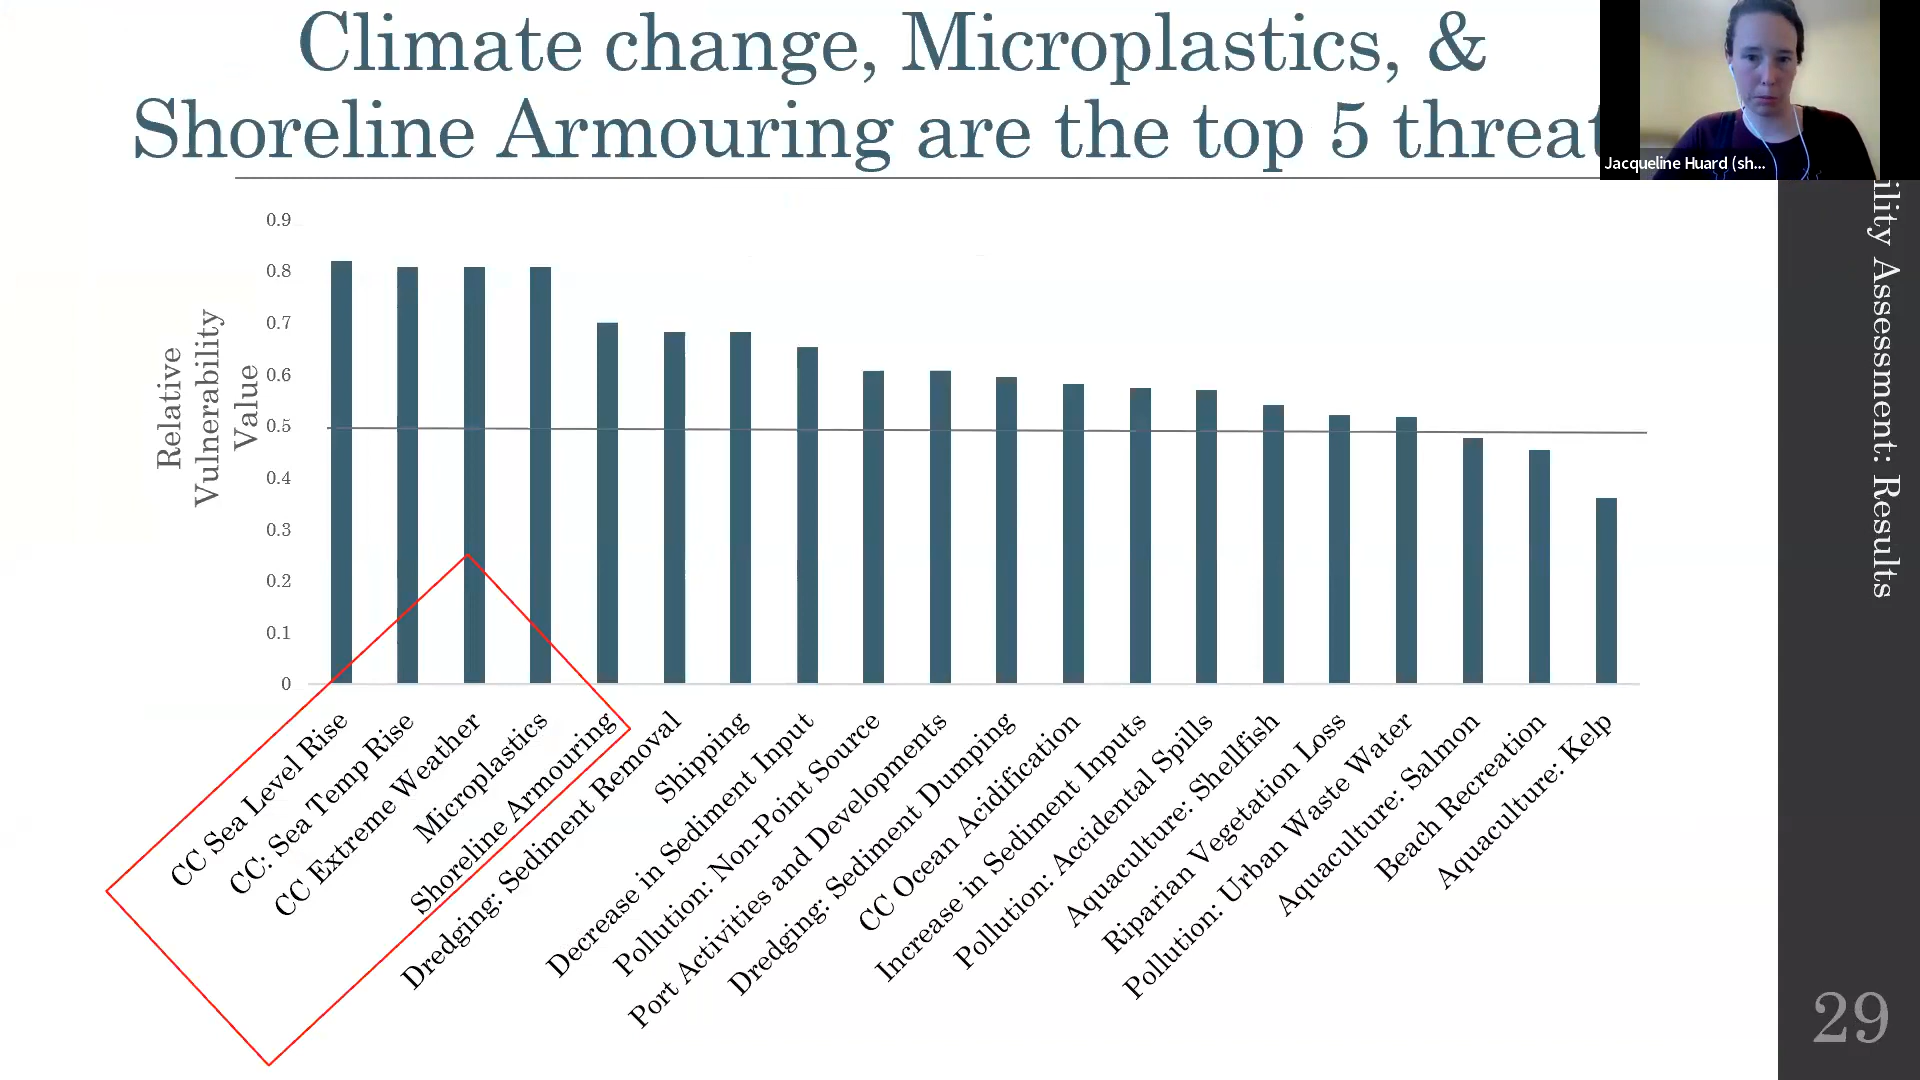 Climate change, Microplastics, &
Shoreline Armouring are the top 5 threat
Jacqueline Huard (sh...
ility Assessment: Results
Relative
Vulnerability
Value
0.9
0.8
0.7
0.6
0.5
0.4
0.3
0.2
0.1
0
CC Sea Level Rise
CC: Sea Temp Rise
CC Extreme Weather
Microplastics
Shoreline Armouring
Dredging: Sediment Removal
Shipping
Decrease in Sediment Input
Pollution: Non-Point Source
Port Activities and Developments
Dredging: Sediment Dumping
CC Ocean Acidification
Increase in Sediment Inputs
Pollution: Accidental Spills
Aquaculture: Shellfish
Riparian Vegetation Loss
Pollution: Urban Waste Water
Aquaculture: Salmon
Beach Recreation
Aquaculture: Kelp
29